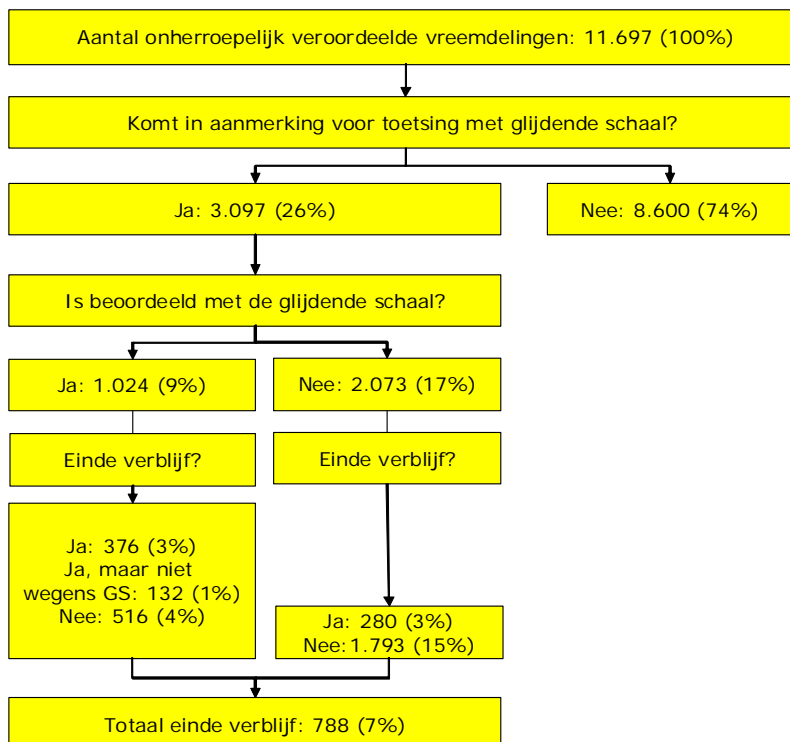 Aantal onherroepelijk veroordeelde vreemdelingen: 11.697 (100%)
Komt in aanmerking voor toetsing met glijdende schaal?
Ja: 3.097 (26%)
Nee: 8.600 (74%)
Is beoordeeld met de glijdende schaal?
Ja: 1.024 (9%)
Nee: 2.073 (17%)
Einde verblijf?
Einde verblijf?
Ja: 376 (3%)
Ja, maar niet
wegens GS: 132 (1%)
Nee: 516 (4%)
Ja: 280 (3%)
Nee:1.793 (15%)
Totaal einde verblijf: 788 (7%)